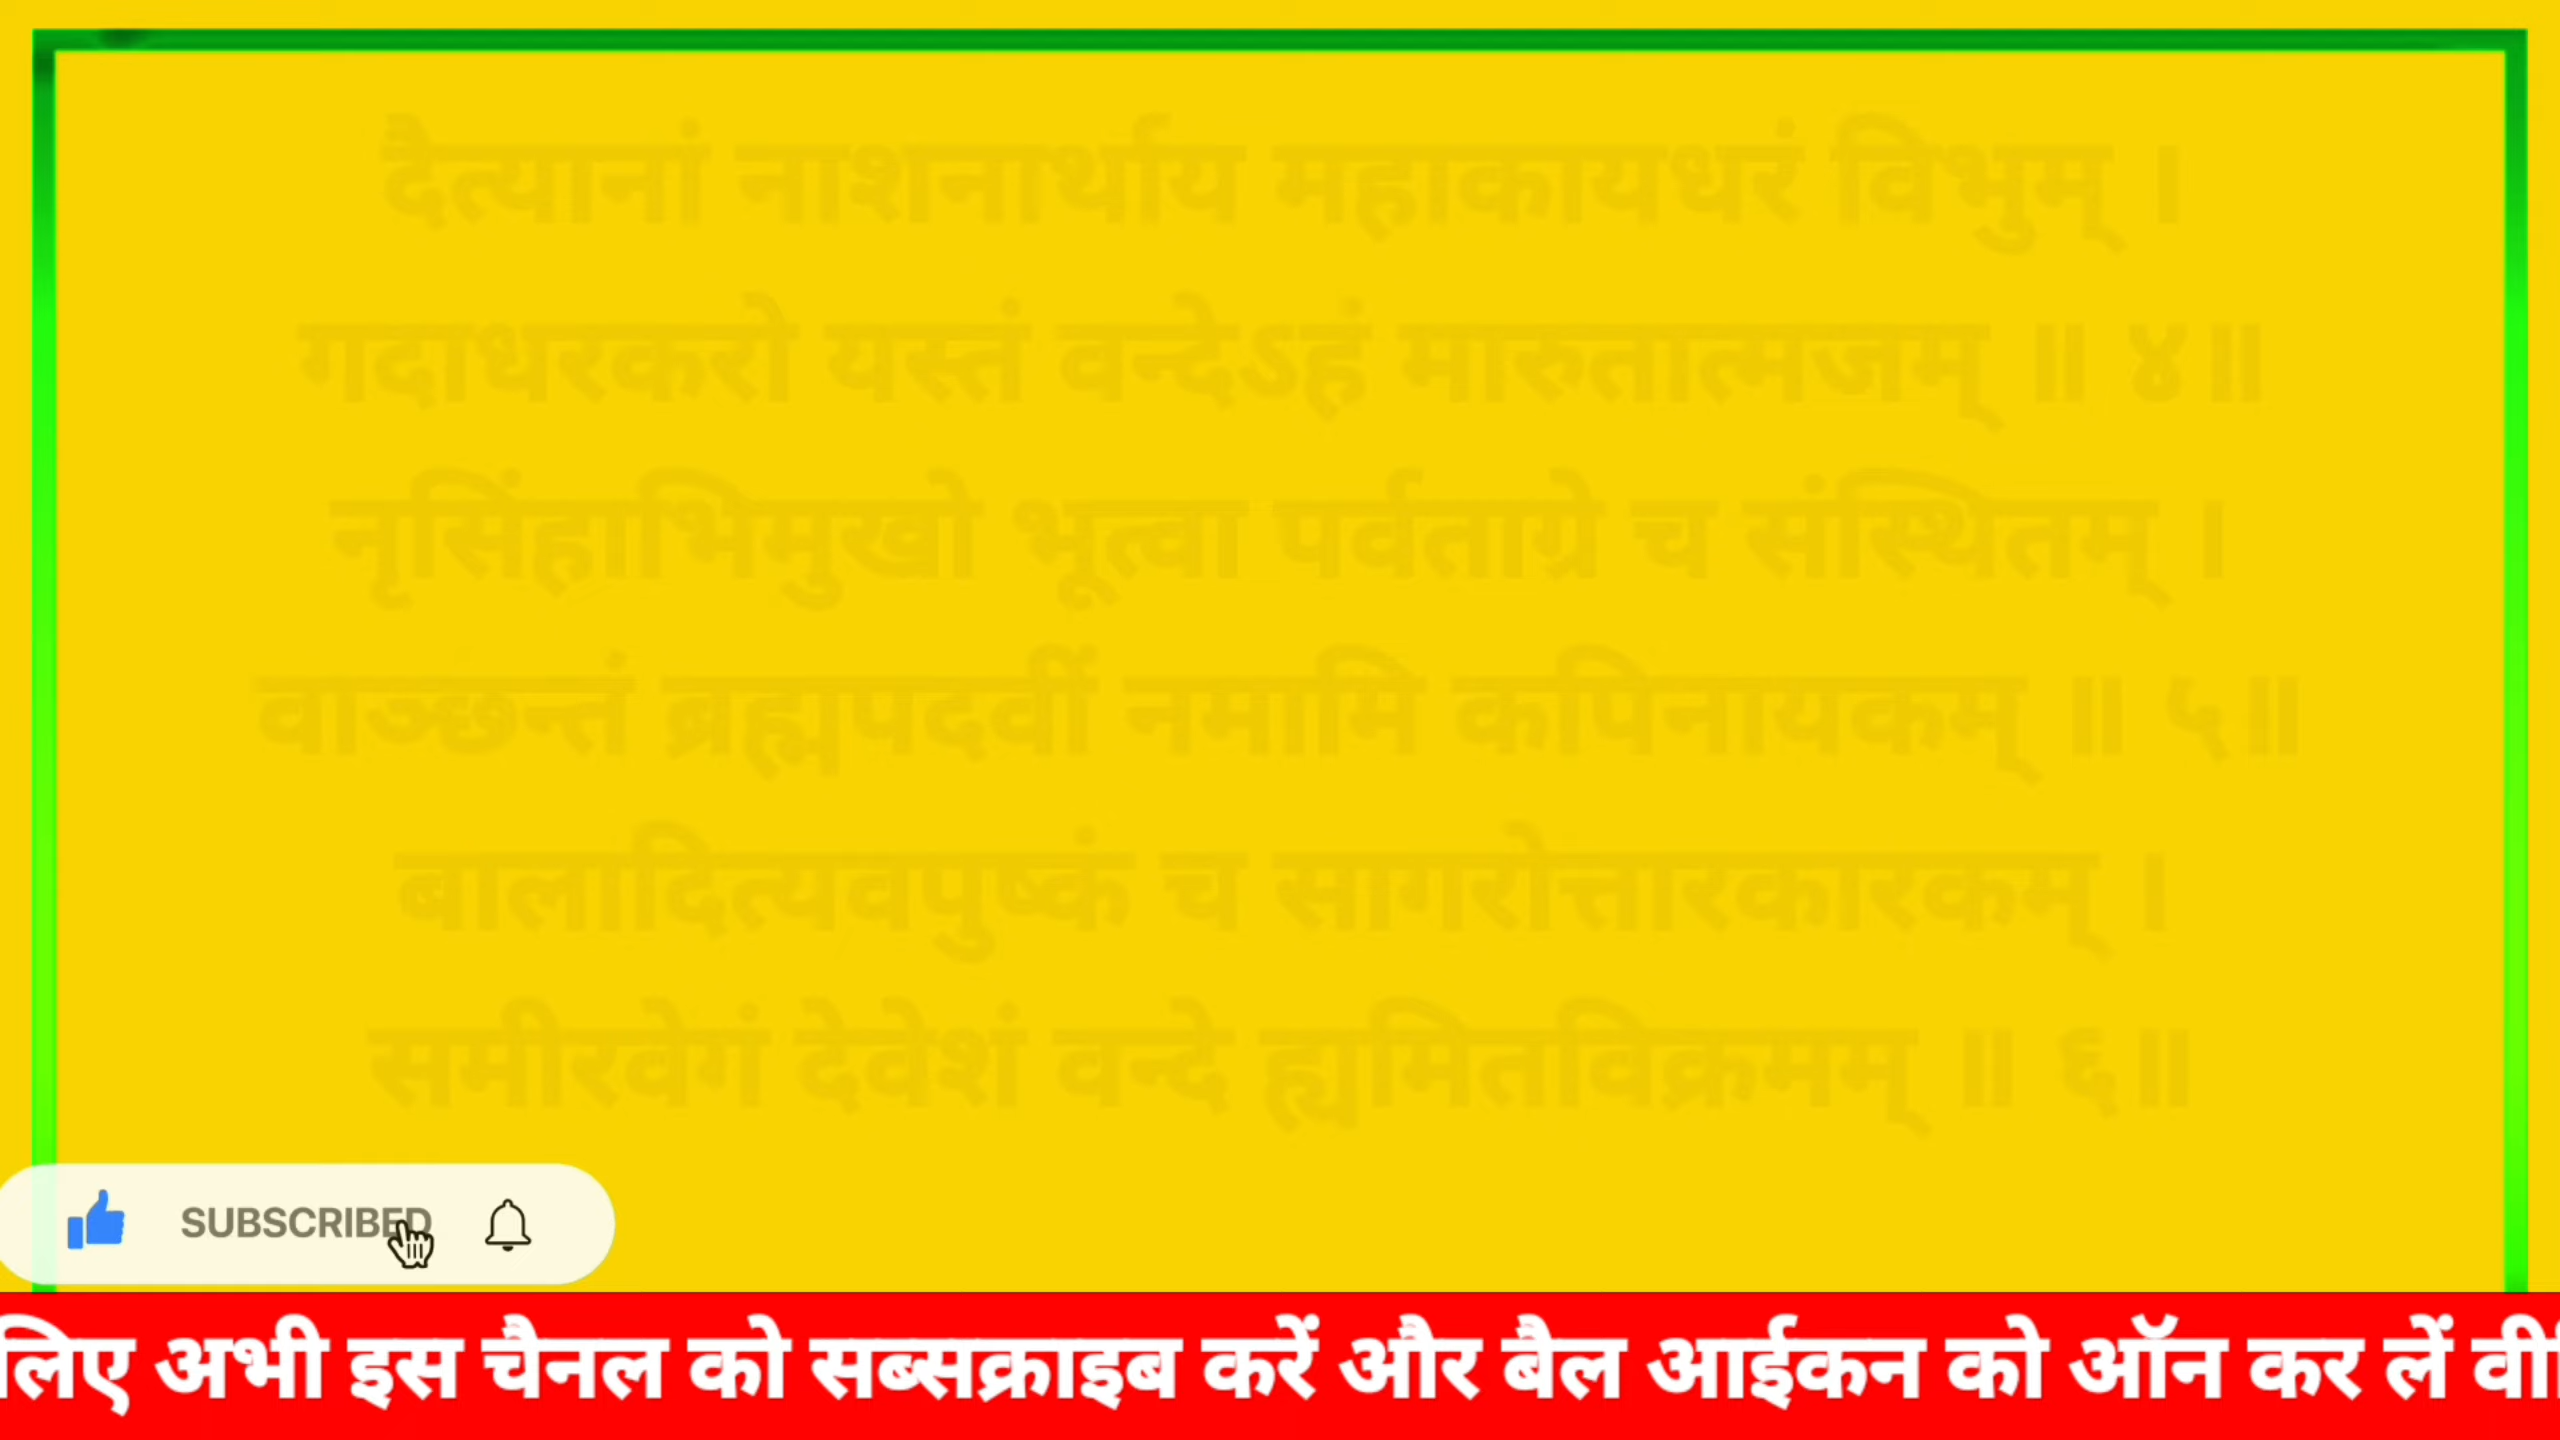 दैत्यानां नाशनार्थाय महाकायधरं विभुम् ।
गदाधरकरो यस्तं वन्देऽहं मारुतात्मजम् ॥ ४॥
नृसिंहाभिमुखो भूत्वा पर्वताग्रे च संस्थितम् ।
वाञ्छन्तं ब्रह्मपदवीं नमामि कपिनायकम् ॥ ५॥
बालादित्यवपुष्कं च सागरोत्तारकारकम् ।
समीरवेगं देवेशं वन्दे ह्यमितविक्रमम् ॥ ६॥
SUBSCRIBED
लिए अभी इस चैनल को सब्सक्राइब करें और बैल आईकन को ऑन कर लें